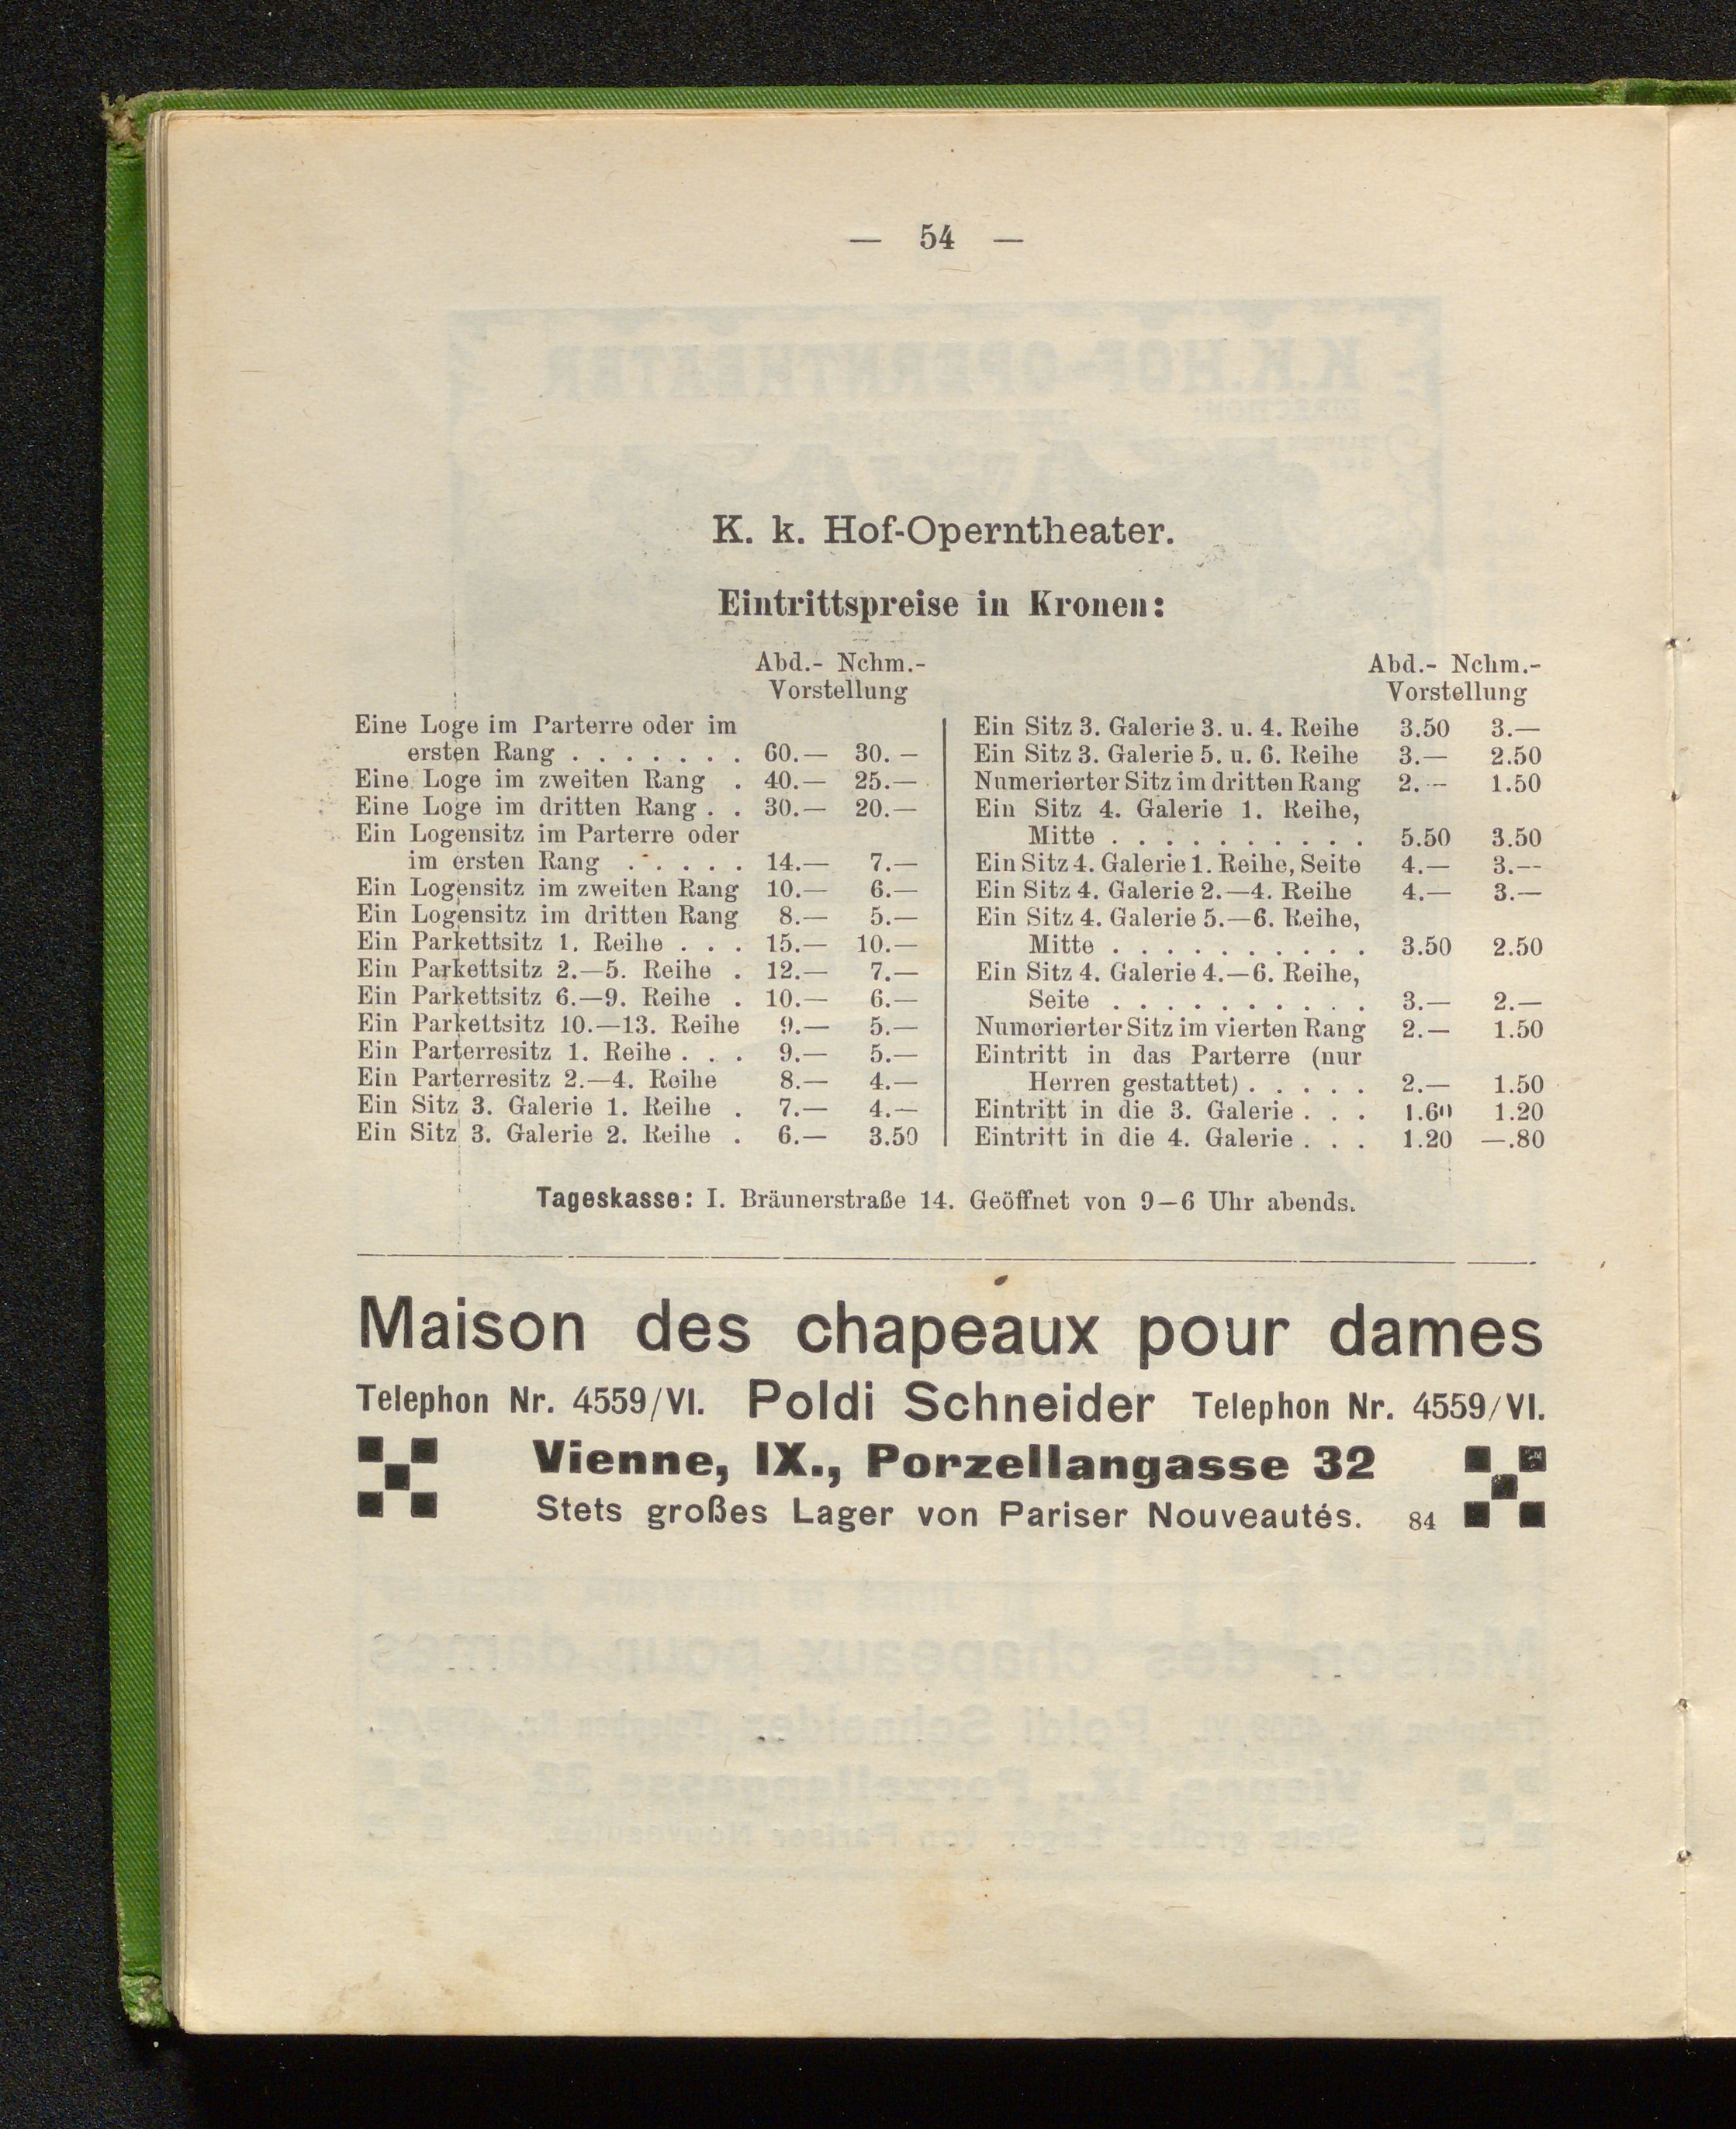 — 54 —
K. k. Hof-Operntheater.
Eintrittspreise in Kronen:
Abd.- Nchm.-
Vorstellung
Eine Loge im Parterre oder im
ersten Rang . . . . . . . 60.— 30.—
Eine Loge im zweiten Rang . 40.— 25.—
Eine Loge im dritten Rang . . 30.— 20.—
Ein Logensitz im Parterre oder
im ersten Rang . . . . . 14.— 7.—
Ein Logensitz im zweiten Rang 10.— 6.—
Ein Logensitz im dritten Rang 8.— 5.—
Ein Parkettsitz 1. Reihe . . . 15.— 10.—
Ein Parkettsitz 2.—5. Reihe . 12.— 7.—
Ein Parkettsitz 6.—9. Reihe . 10.— 6.—
Ein Parkettsitz 10.—13. Reihe 9.— 5.—
Ein Parterresitz 1. Reihe . . . 9.— 5.—
Ein Parterresitz 2.—4. Reihe 8.— 4.—
Ein Sitz 3. Galerie 1. Reihe . 7.— 4.—
Ein Sitz 3. Galerie 2. Reihe . 6.— 3.50
Abd.- Nchm.-
Vorstellung
Ein Sitz 3. Galerie 3. u. 4. Reihe 3.50 3.—
Ein Sitz 3. Galerie 5. u. 6. Reihe 3.— 2.50
Numerierter Sitz im dritten Rang 2.— 1.50
Ein Sitz 4. Galerie 1. Reihe,
Mitte . . . . . . . . . . 5.50 3.50
Ein Sitz 4. Galerie 1. Reihe, Seite 4.— 3.—
Ein Sitz 4. Galerie 2.—4. Reihe 4.— 3.—
Ein Sitz 4. Galerie 5.—6. Reihe,
Mitte . . . . . . . . . . 3.50 2.50
Ein Sitz 4. Galerie 4.—6. Reihe,
Seite . . . . . . . . . . 3.— 2.—
Numerierter Sitz im vierten Rang 2.— 1.50
Eintritt in das Parterre (nur
Herren gestattet) . . . . . 2.— 1.50
Eintritt in die 3. Galerie . . . 1.60 1.20
Eintritt in die 4. Galerie . . . 1.20 —.80
Tageskasse: I. Bräunerstraße 14. Geöffnet von 9—6 Uhr abends.
Maison des chapeaux pour dames
Telephon Nr. 4559/VI. Poldi Schneider Telephon Nr. 4559/VI.
Vienne, IX., Porzellangasse 32
Stets großes Lager von Pariser Nouveautés. 84